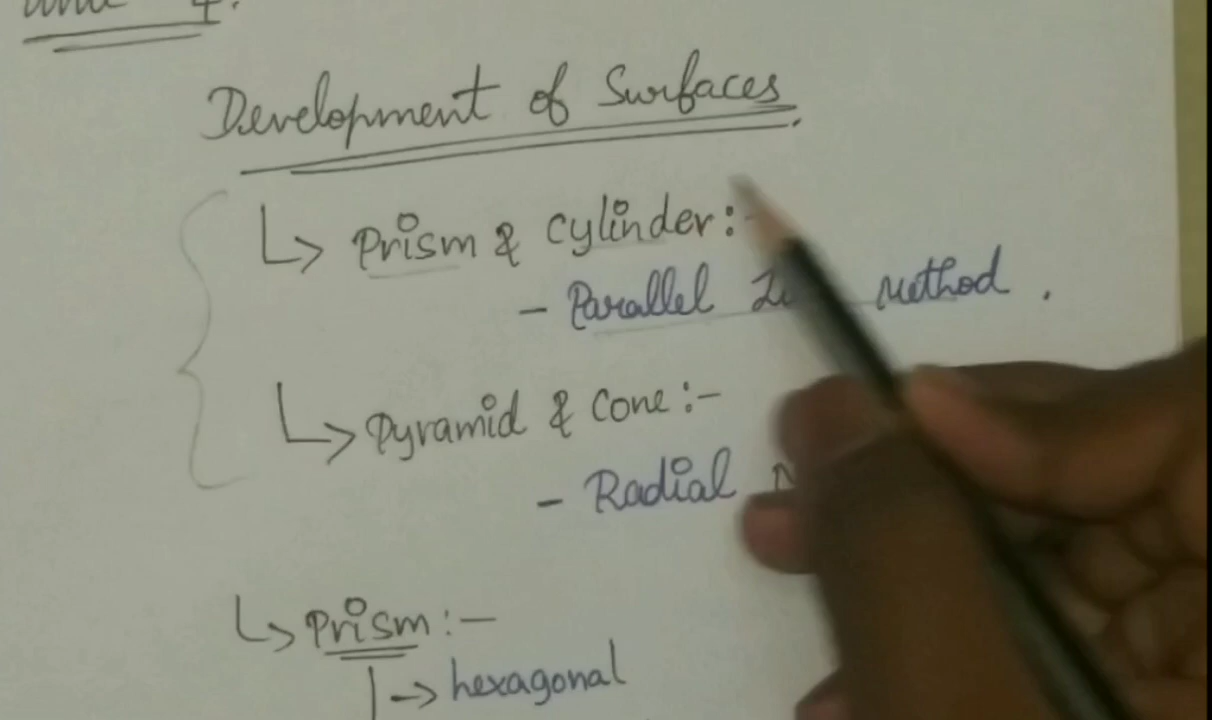 Development of Surfaces.
↳ Prism & Cylinder:-
- Parallel method.
↳ Pyramid & Cone:-
- Radial
↳ Prism:-
→ hexagonal